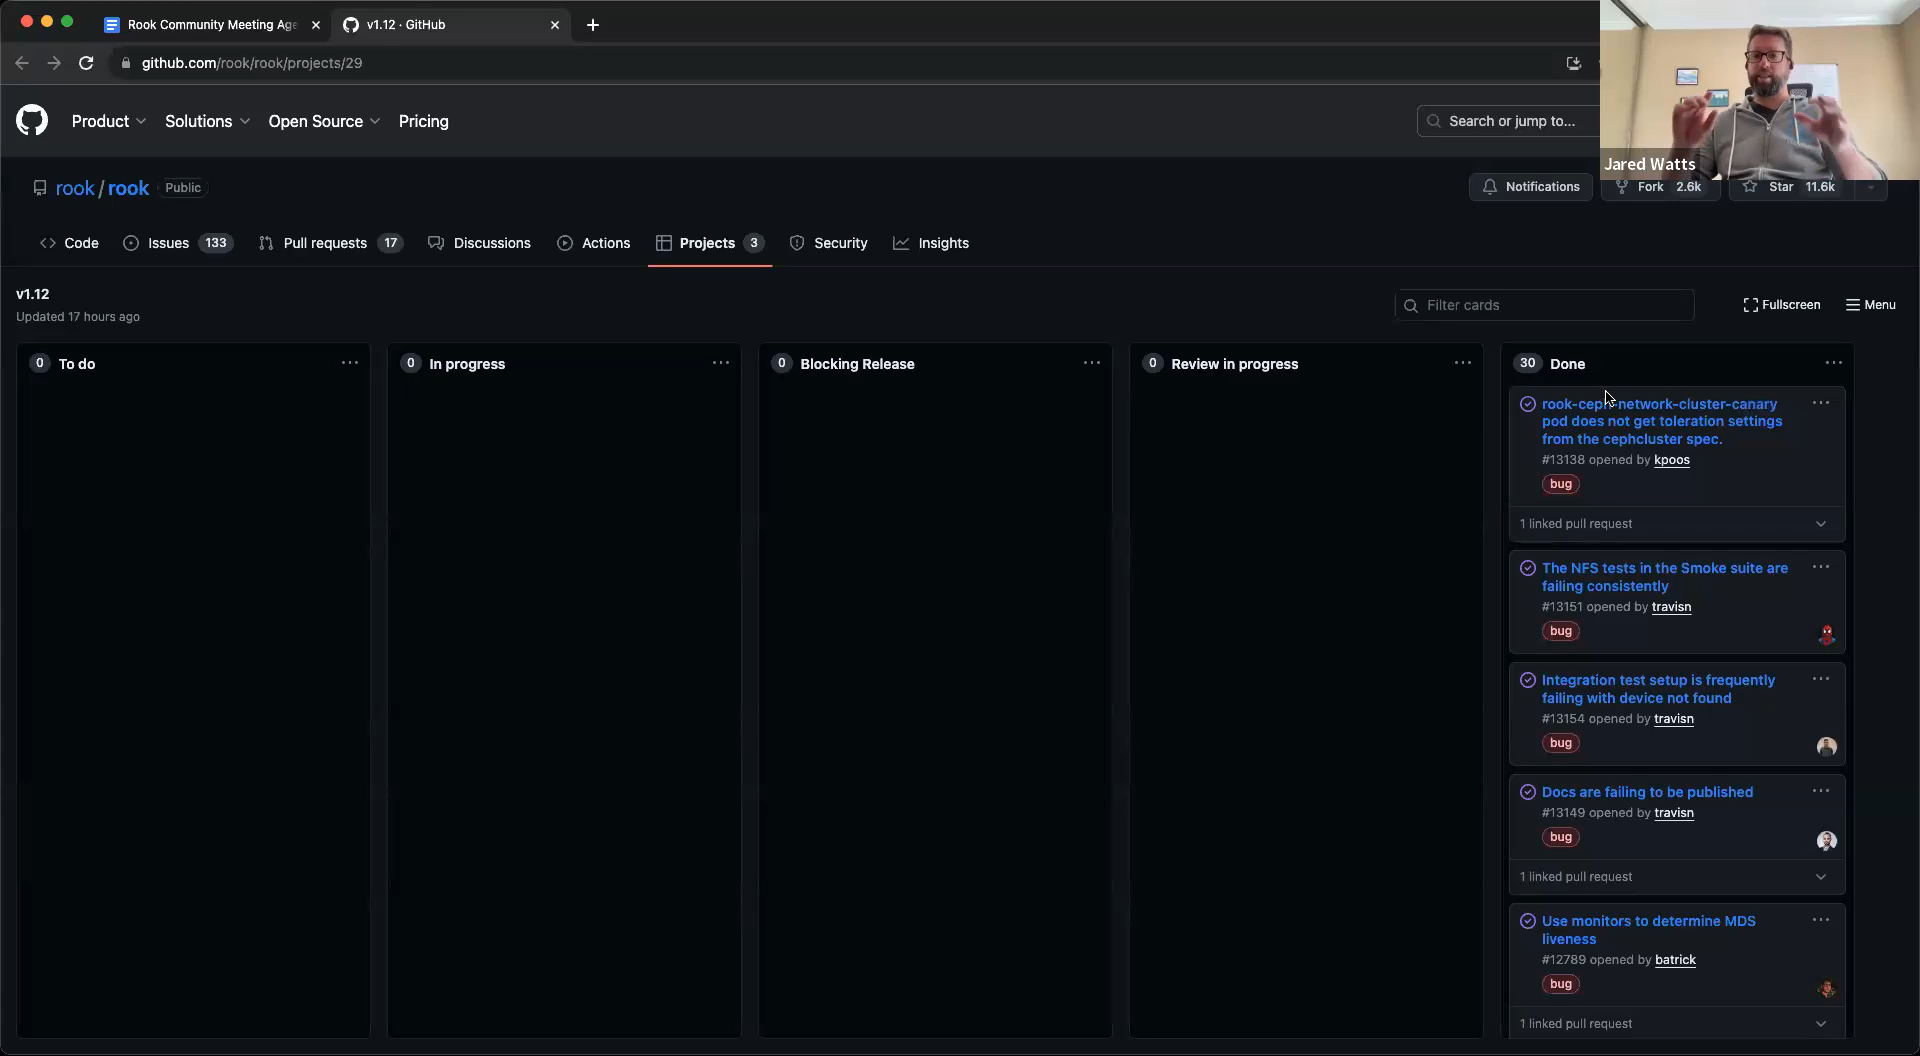 Rook Community Meeting Age
v1.12 · GitHub
github.com/rook/rook/projects/29
Product
Solutions
Open Source
Pricing
Search or jump to...
Jared Watts
rook / rook
Public
Notifications
Fork 2.6k
Star 11.6k
Code
Issues 133
Pull requests 17
Discussions
Actions
Projects 3
Security
Insights
v1.12
Updated 17 hours ago
Filter cards
Fullscreen
Menu
0 To do
0 In progress
0 Blocking Release
0 Review in progress
30 Done
rook-ceph-network-cluster-canary
pod does not get toleration settings
from the cephcluster spec.
#13138 opened by kpoos
bug
1 linked pull request
The NFS tests in the Smoke suite are
failing consistently
#13151 opened by travisn
bug
Integration test setup is frequently
failing with device not found
#13154 opened by travisn
bug
Docs are failing to be published
#13149 opened by travisn
bug
1 linked pull request
Use monitors to determine MDS
liveness
#12789 opened by batrick
bug
1 linked pull request